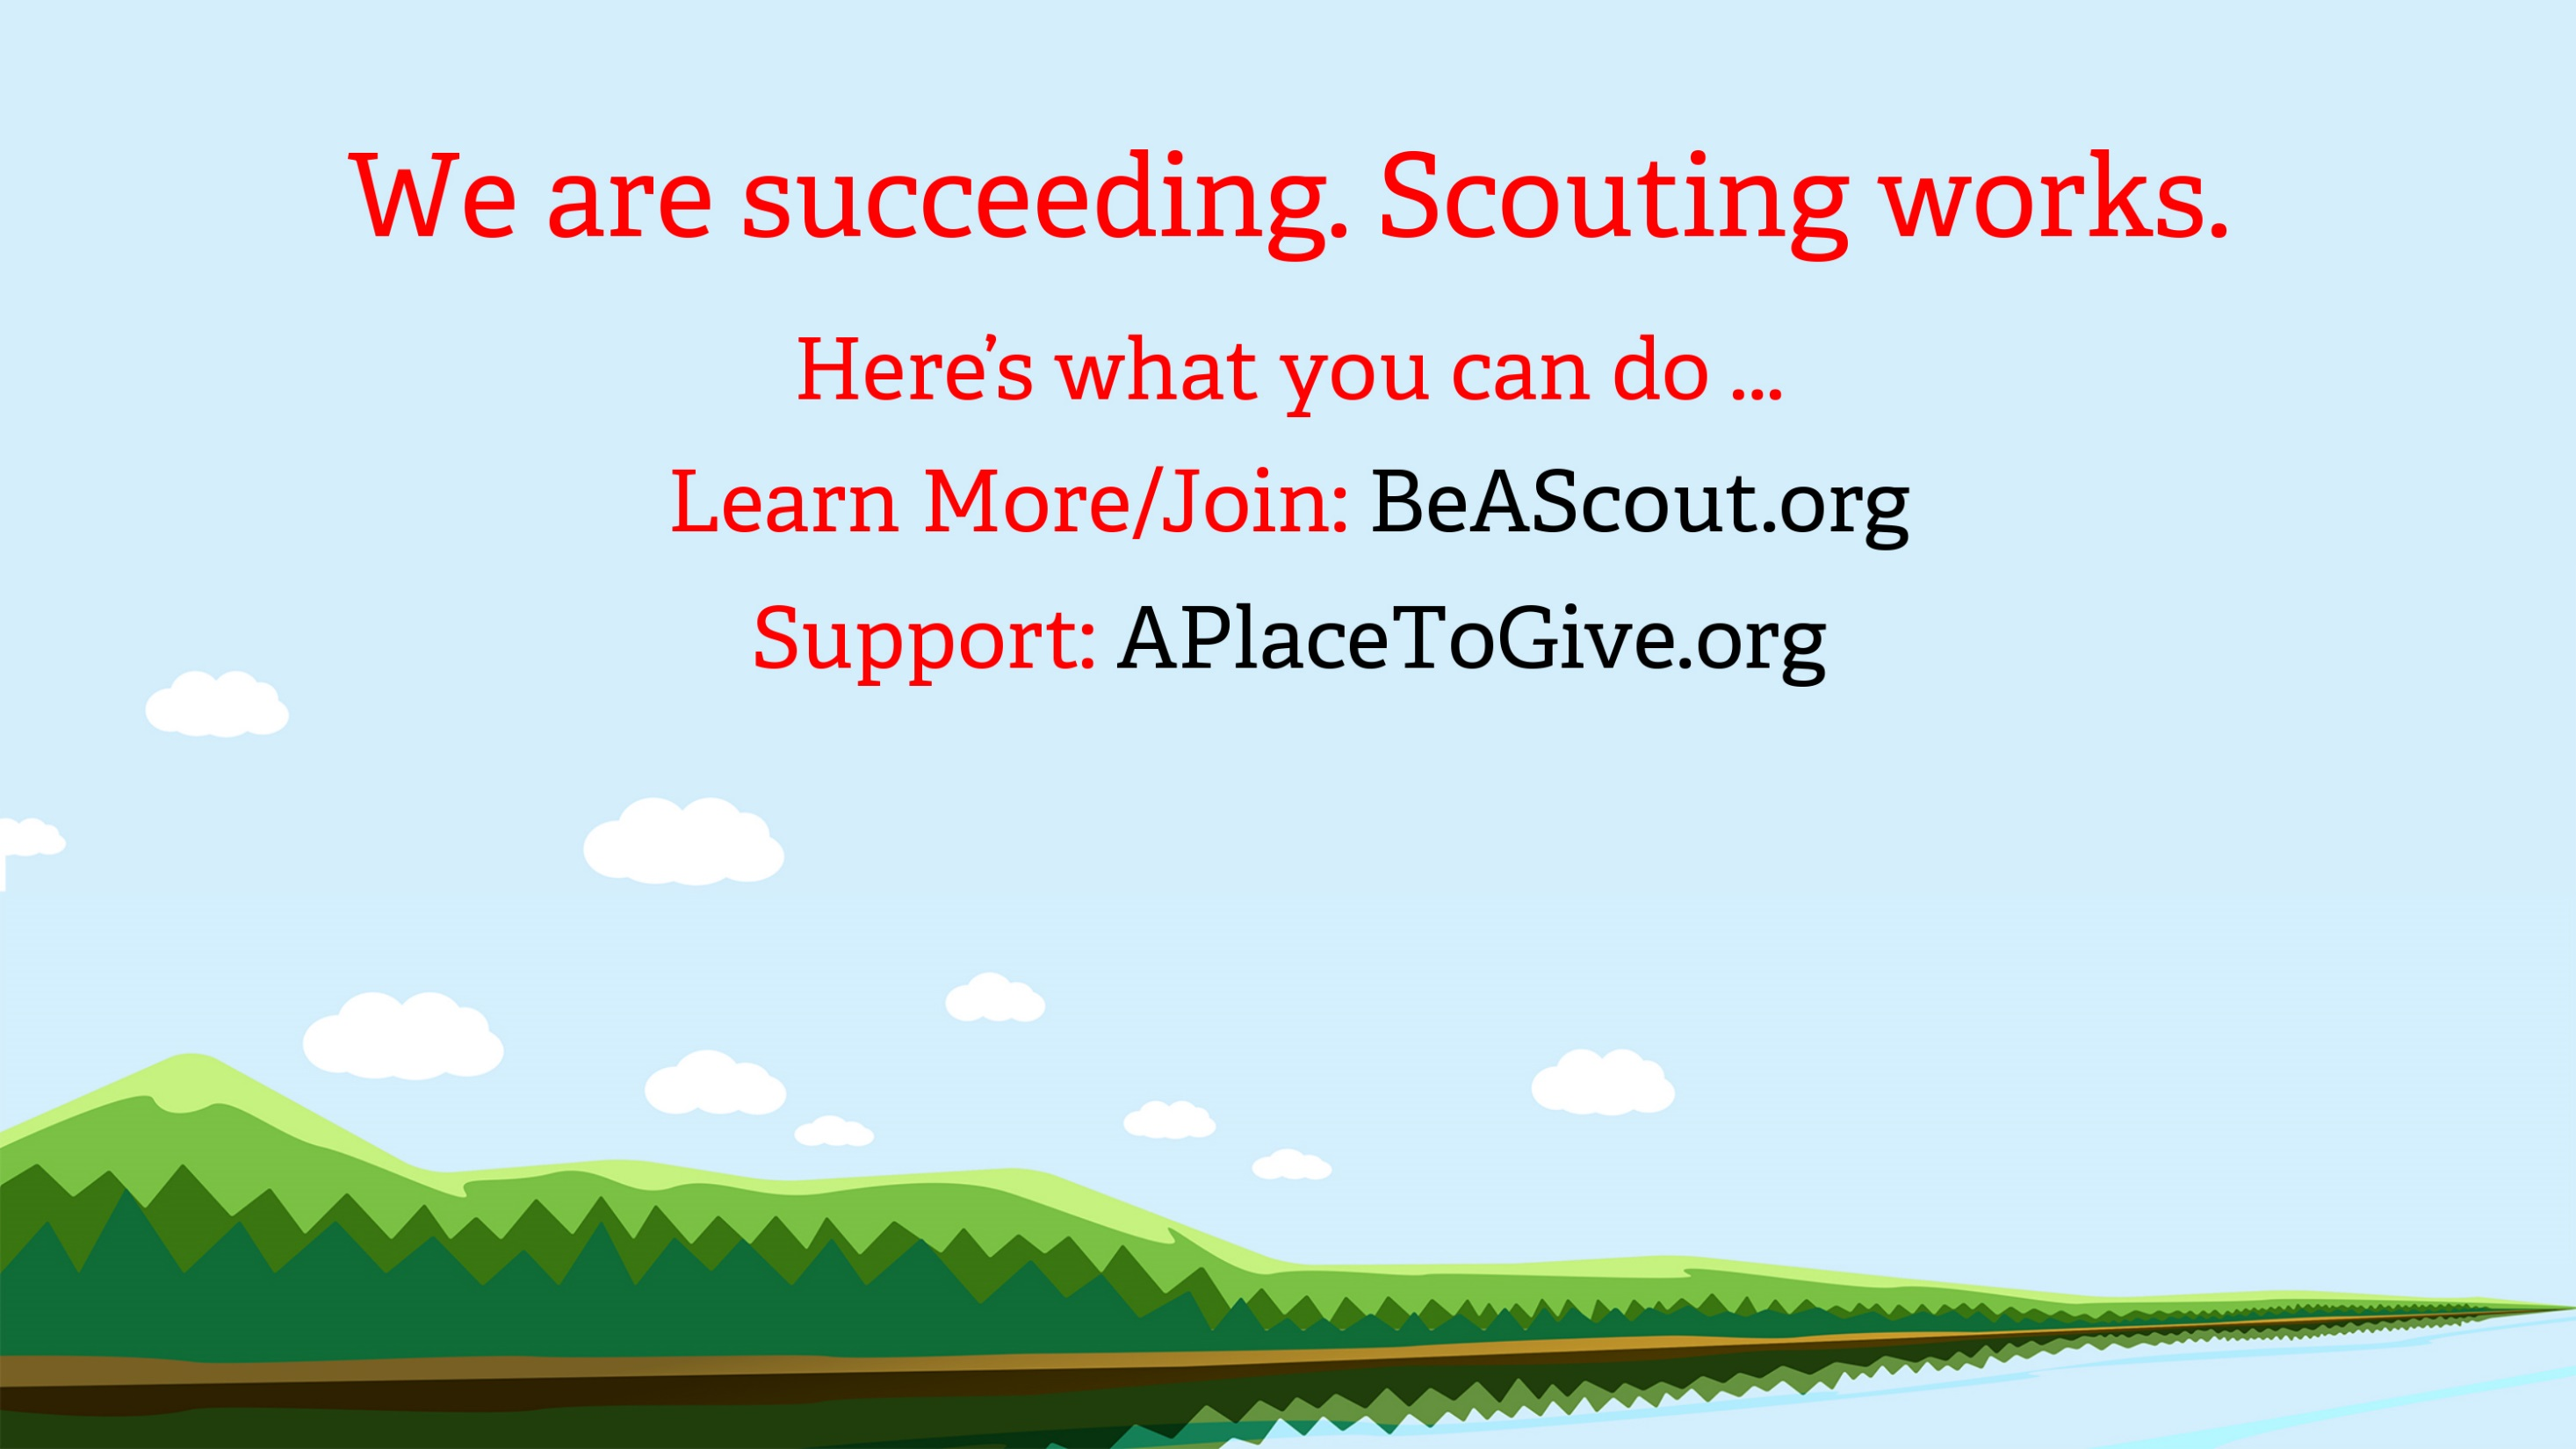 We are succeeding. Scouting works.
Here’s what you can do ...
Learn More/Join: BeAScout.org
Support: APlaceToGive.org